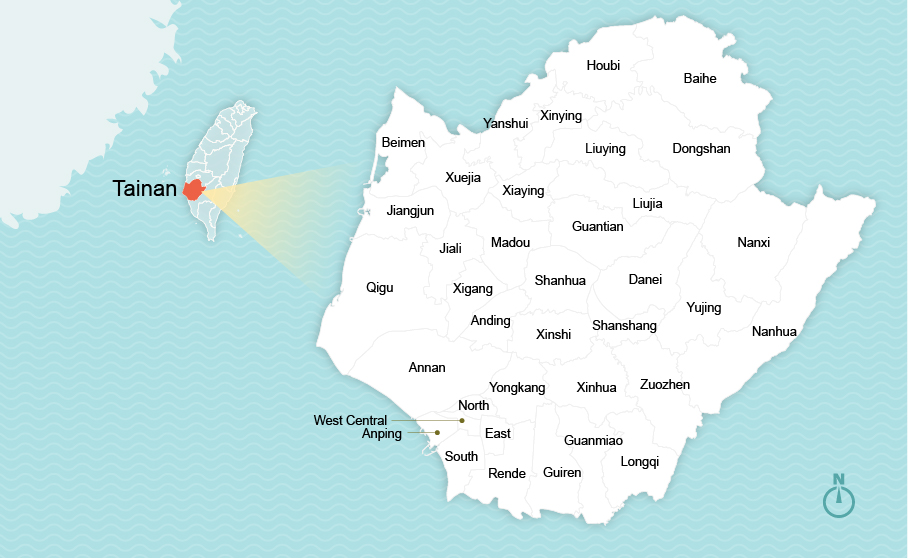 Houbi
Baihe
Xinying
Yanshui
Beimen
Liuying
Dongshan
Xuejia
Tainan
Xiaying
Liujia
Jiangjun
Guantian
Madou
Nanxi
Jiali
Shanhua
Danei
Qigu
Xigang
Yujing
Anding
Shanshang
Nanhua
Xinshi
Annan
Zuozhen
Yongkang
Xinhua
North
West Central
Anping
East
Guanmiao
South
Longqi
Rende
Guiren
N